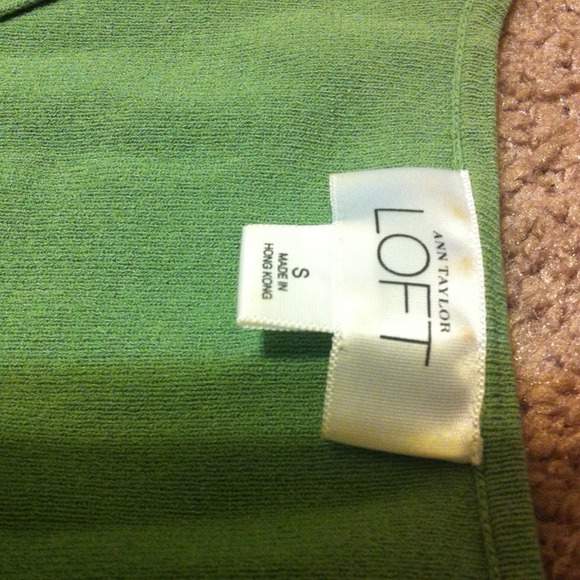 ANN TAYLOR
LOFT
S
MADE IN
HONG KONG